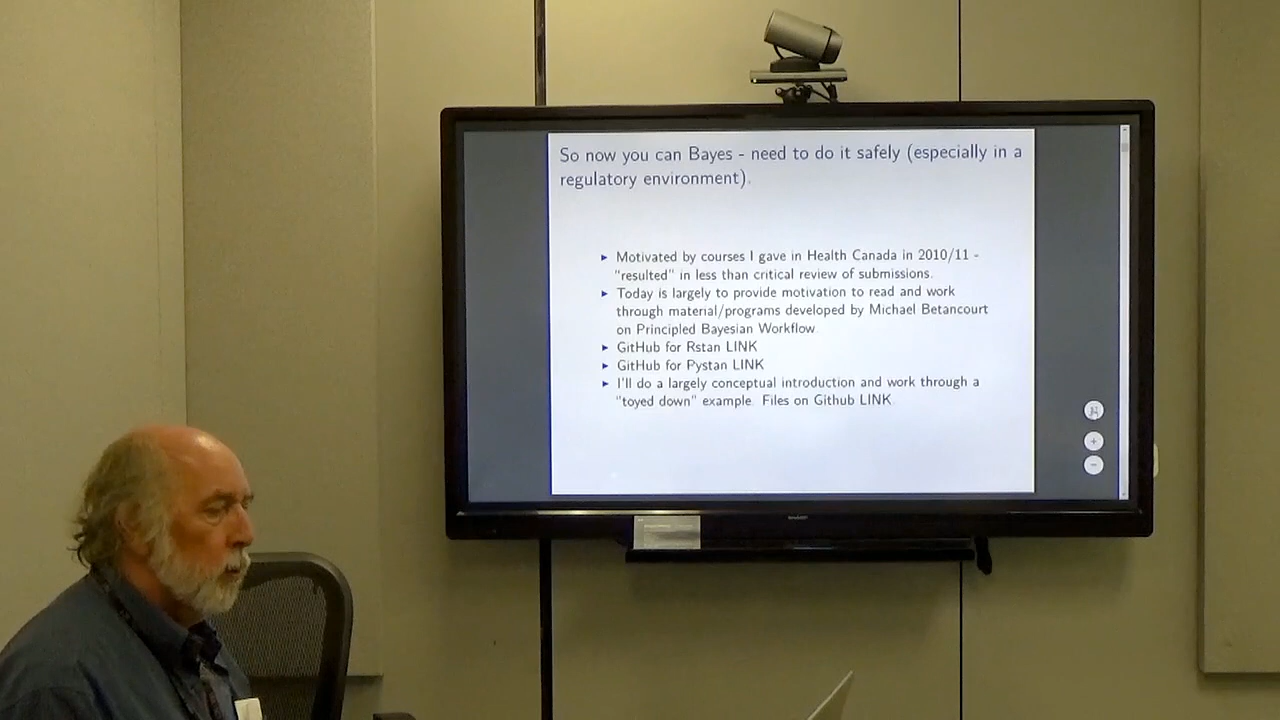 So now you can Bayes - need to do it safely (especially in a
regulatory environment).
Motivated by courses I gave in Health Canada in 2010/11 -
"resulted" in less than critical review of submissions.
Today is largely to provide motivation to read and work
through material/programs developed by Michael Betancourt
on Principled Bayesian Workflow.
GitHub for Rstan LINK
GitHub for Pystan LINK
I'll do a largely conceptual introduction and work through a
"toyed down" example. Files on Github LINK
SHARP